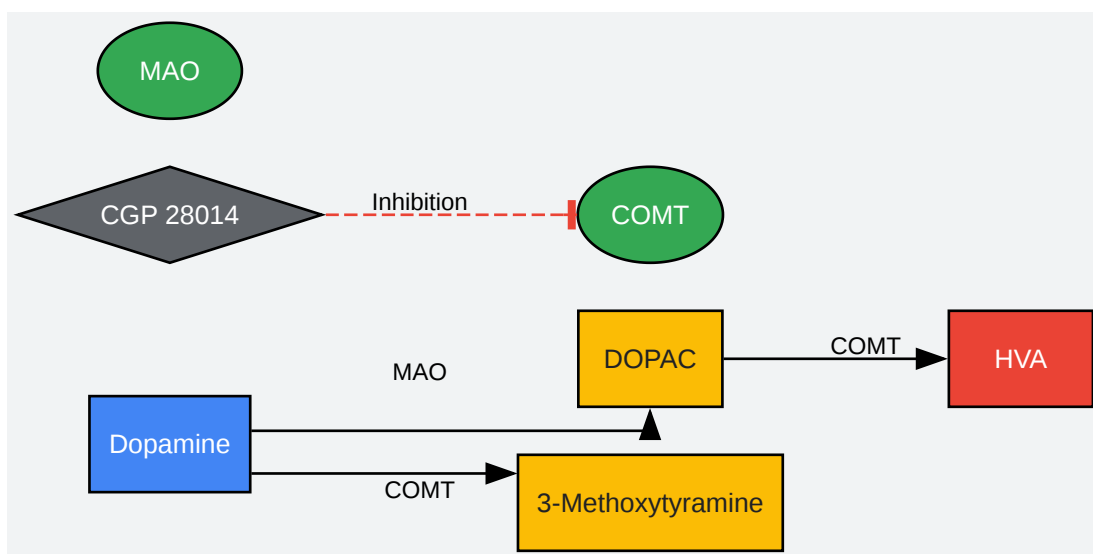 MAO
CGP 28014
Inhibition
COMT
DOPAC
COMT
HVA
MAO
Dopamine
COMT
3-Methoxytyramine